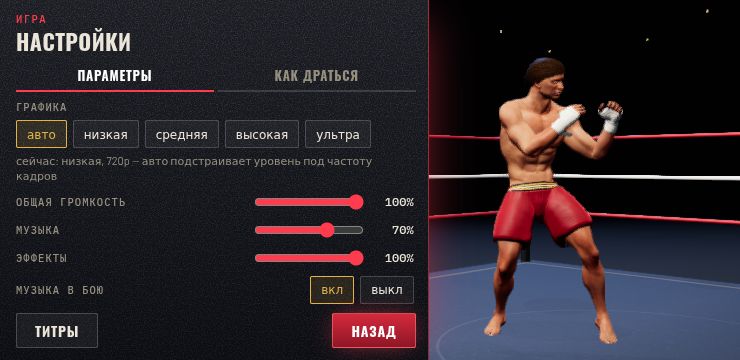 ИГРА
НАСТРОЙКИ
ПАРАМЕТРЫ КАК ДРАТЬСЯ
ГРАФИКА
авто низкая средняя высокая ультра
сейчас: низкая, 720p — авто подстраивает уровень под частоту
кадров
ОБЩАЯ ГРОМКОСТЬ 100%
МУЗЫКА 70%
ЭФФЕКТЫ 100%
МУЗЫКА В БОЮ вкл выкл
ТИТРЫ НАЗАД